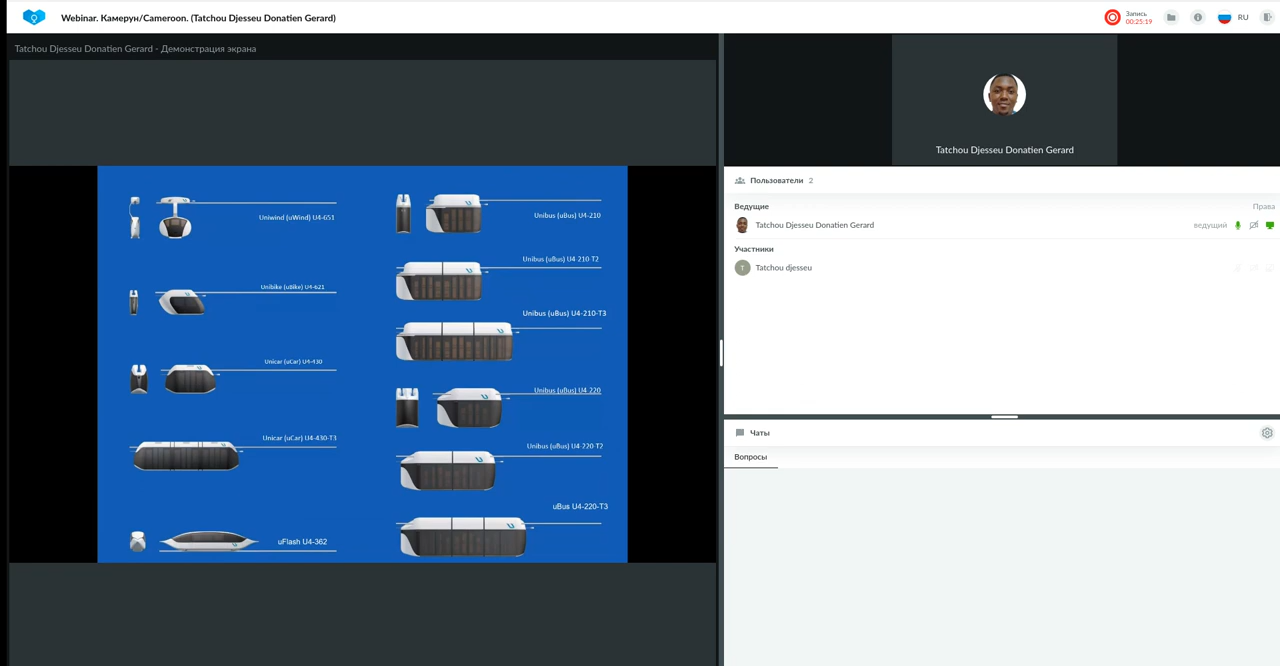 Webinar. Камерун/Cameroon. (Tatchou Djesseu Donatien Gerard)
Запись
00:25:19
RU
Tatchou Djesseu Donatien Gerard - Демонстрация экрана
Uniwind (uWind) U4-651
Unibike (uBike) U4-621
Unicar (uCar) U4-430
Unicar (uCar) U4-430-T3
uFlash U4-362
Unibus (uBus) U4-210
Unibus (uBus) U4-210 T2
Unibus (uBus) U4-210-T3
Unibus (uBus) U4 220
Unibus (uBus) U4-220-T2
uBus U4-220-T3
Tatchou Djesseu Donatien Gerard
Пользователи 2
Ведущие Права
Tatchou Djesseu Donatien Gerard ведущий
Участники
T Tatchou djesseu
Чаты
Вопросы